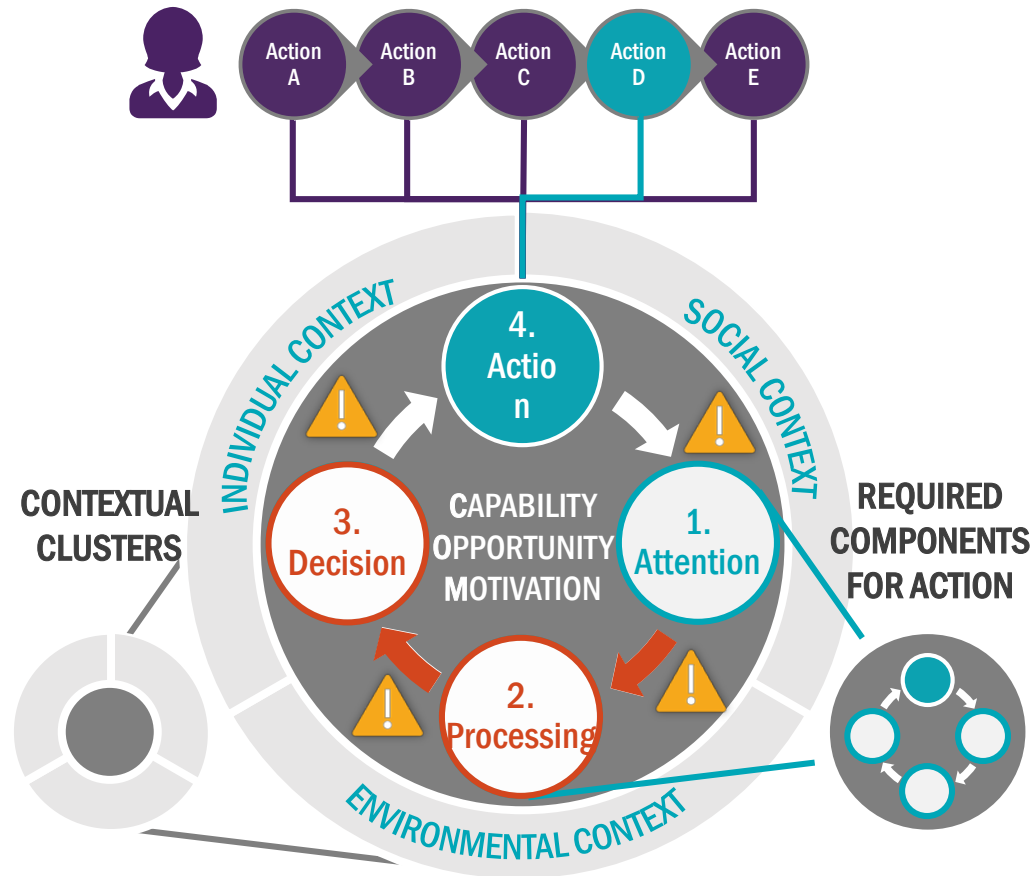 Action
A
Action
B
Action
C
Action
D
Action
E
INDIVIDUAL CONTEXT
SOCIAL CONTEXT
4.
Actio
n
CONTEXTUAL
CLUSTERS
3.
Decision
CAPABILITY
OPPORTUNITY
MOTIVATION
1.
Attention
REQUIRED
COMPONENTS
FOR ACTION
2.
Processing
ENVIRONMENTAL CONTEXT